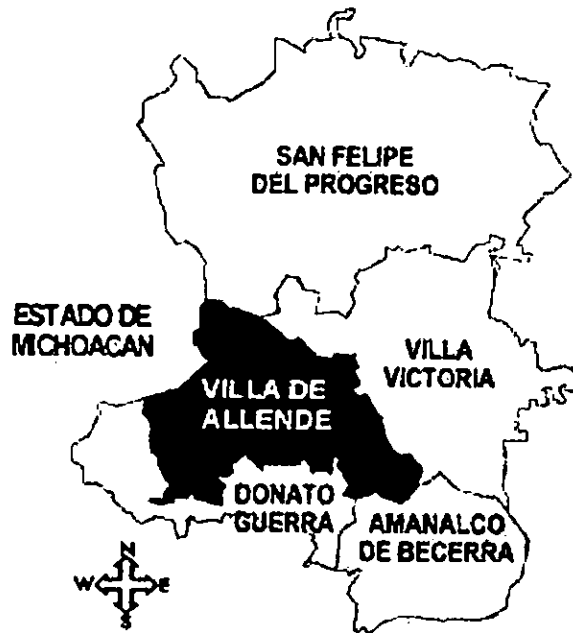 SAN FELIPE
DEL PROGRESO
ESTADO DE
MICHOACAN
VILLA
VICTORIA
VILLA DE
ALLENDE
DONATO
GUERRA
AMANALCO
DE BECERRA
N
W E
S